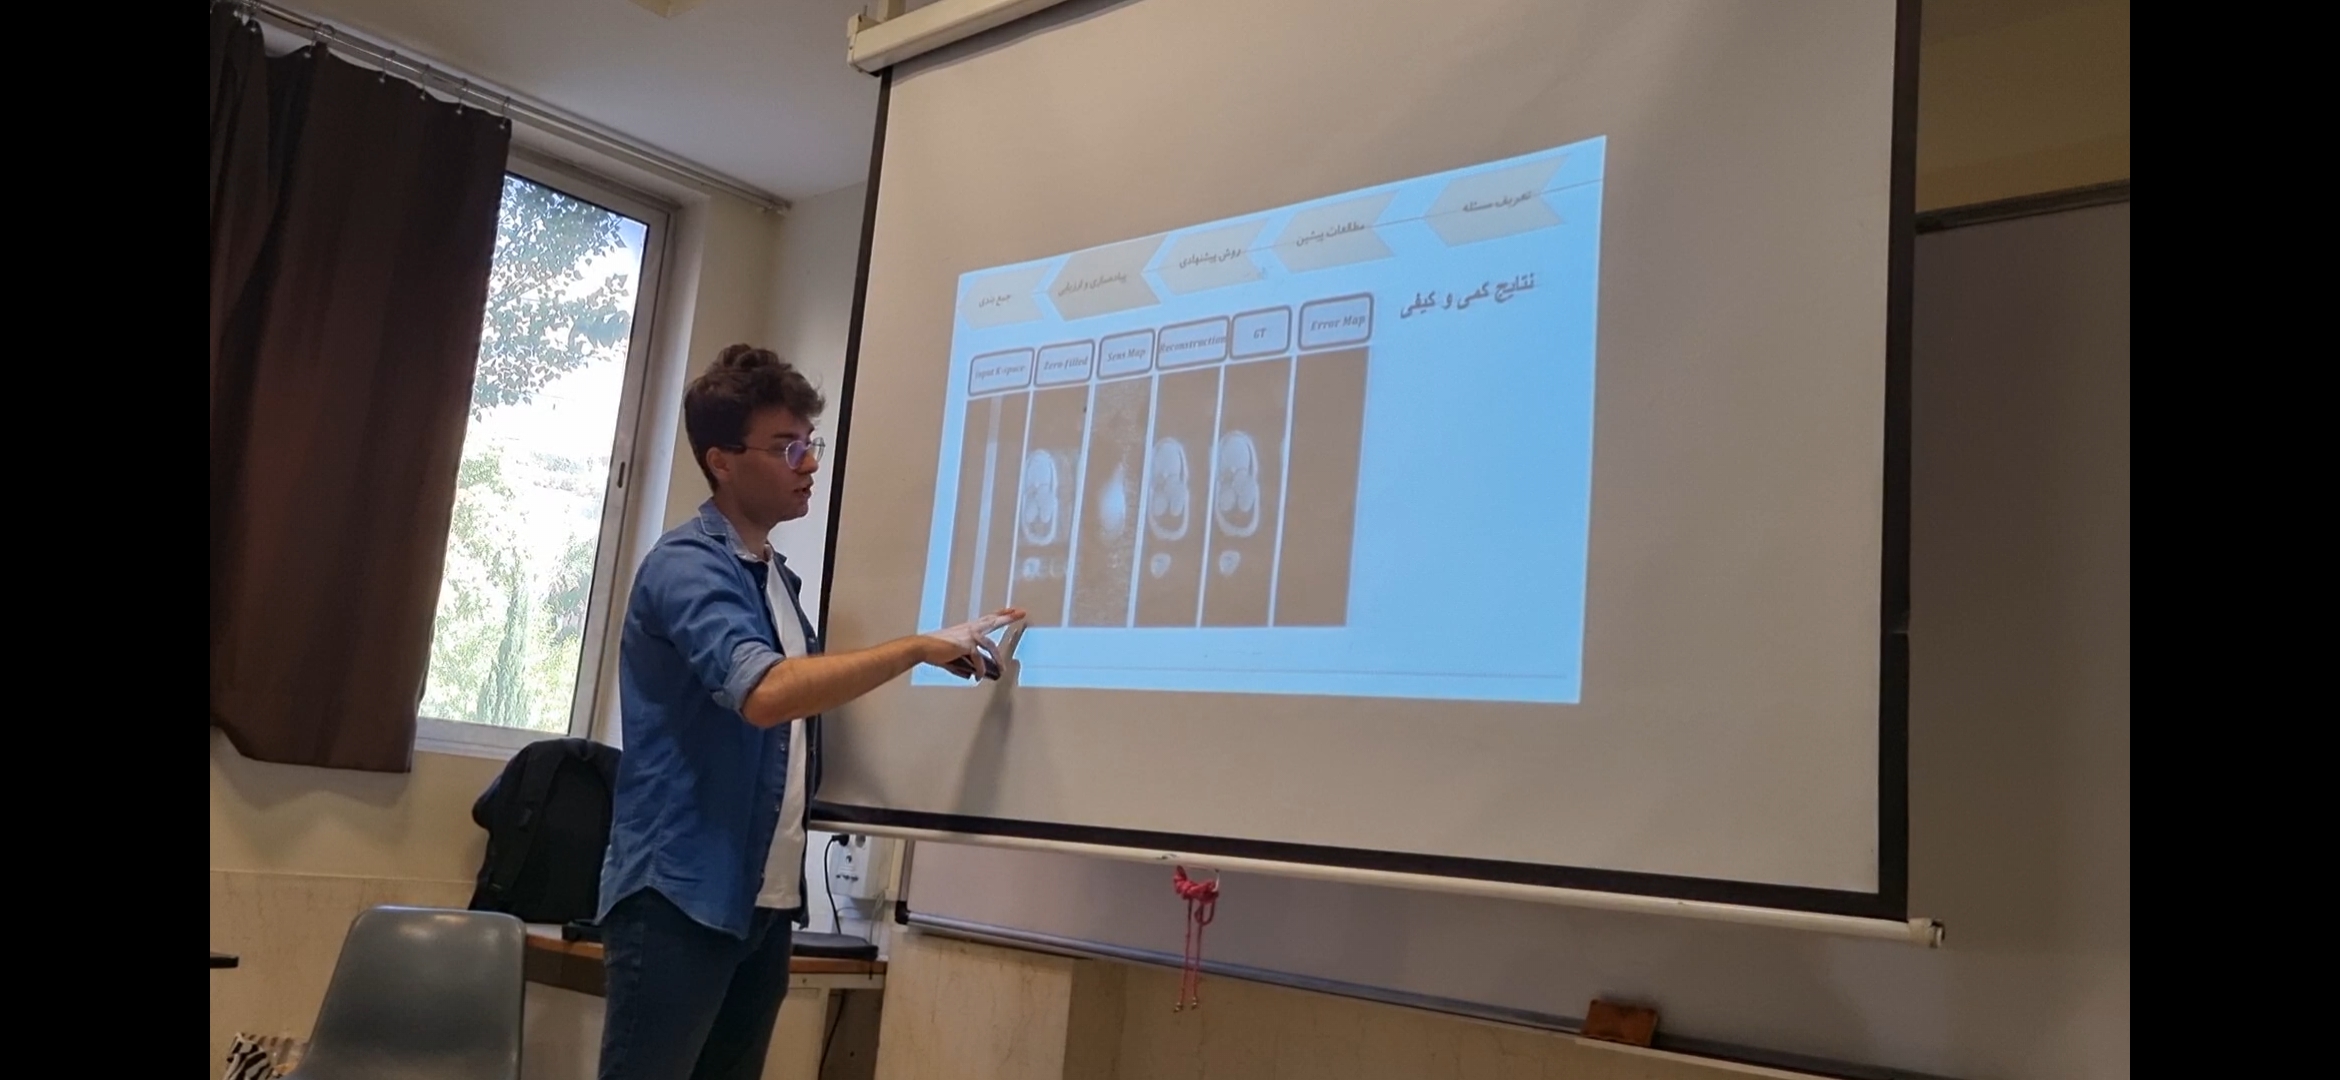 تعریف مسئله
مطالعات پیشین
روش پیشنهادی
پیاده‌سازی و ارزیابی
جمع بندی
نتایج کمی و کیفی
Input K-space
Zero-filled
Sens Map
Reconstruction
GT
Error Map